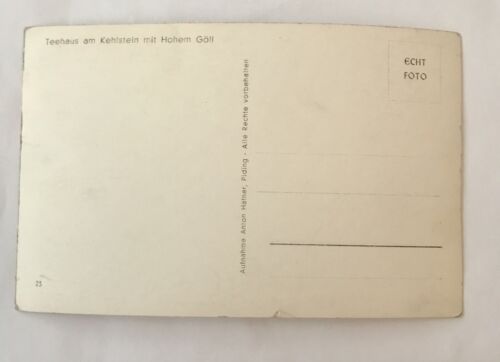 Teehaus am Kehlstein mit Hohem Göll
ECHT
FOTO
Aufnahme Anton Hafner, Piding - Alle Rechte vorbehalten
25